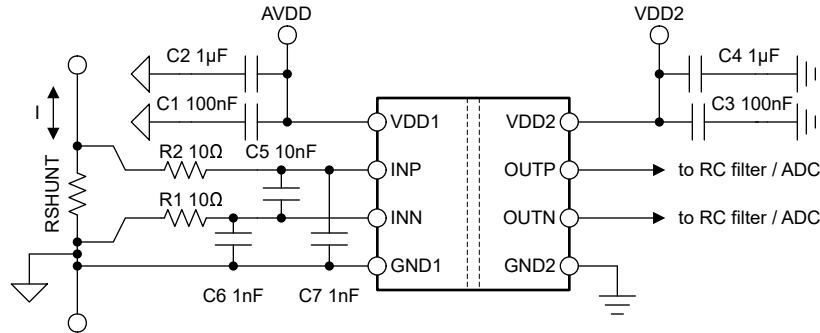 AVDD
VDD2
C2 1µF
C4 1µF
C1 100nF
C3 100nF
I
VDD1
VDD2
R2 10Ω
C5 10nF
INP
OUTP
to RC filter / ADC
RSHUNT
R1 10Ω
INN
OUTN
to RC filter / ADC
GND1
GND2
C6 1nF
C7 1nF